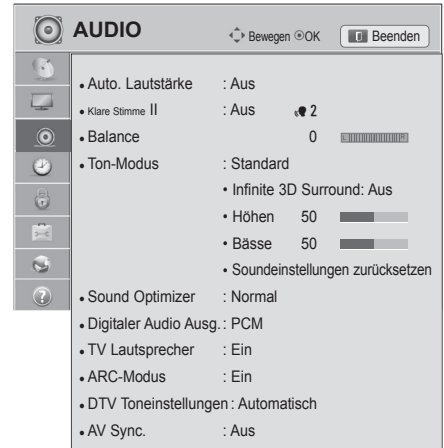 AUDIO Bewegen OK Beenden
• Auto. Lautstärke : Aus
• Klare Stimme II : Aus 2
• Balance 0 L R
• Ton-Modus : Standard
• Infinite 3D Surround: Aus
• Höhen 50
• Bässe 50
• Soundeinstellungen zurücksetzen
• Sound Optimizer : Normal
• Digitaler Audio Ausg. : PCM
• TV Lautsprecher : Ein
• ARC-Modus : Ein
• DTV Toneinstellungen : Automatisch
• AV Sync. : Aus